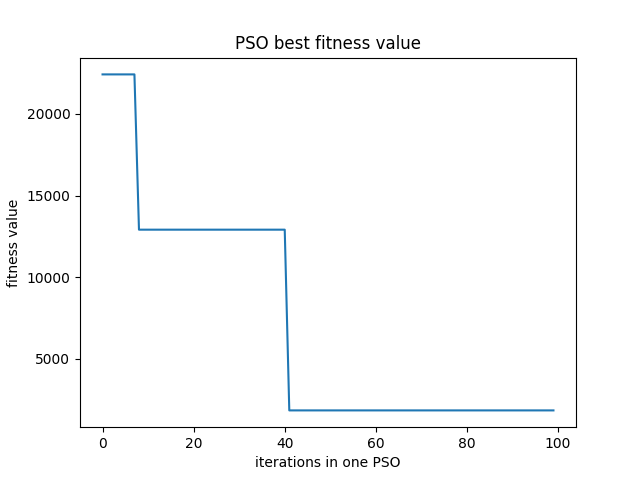 PSO best fitness value
20000
15000
10000
5000
fitness value
0 20 40 60 80 100
iterations in one PSO